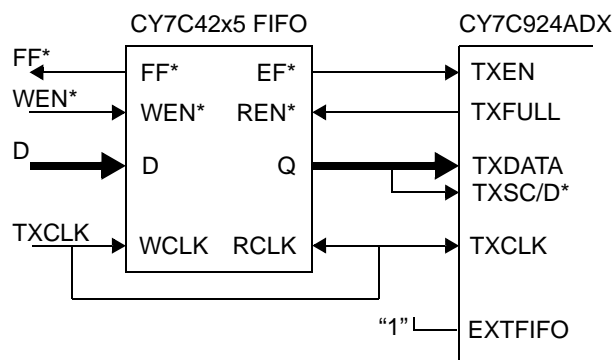 CY7C42x5 FIFO CY7C924ADX
FF* FF* EF* TXEN
WEN* WEN* REN* TXFULL
D D Q TXDATA
TXSC/D*
TXCLK WCLK RCLK TXCLK
“1” EXTFIFO